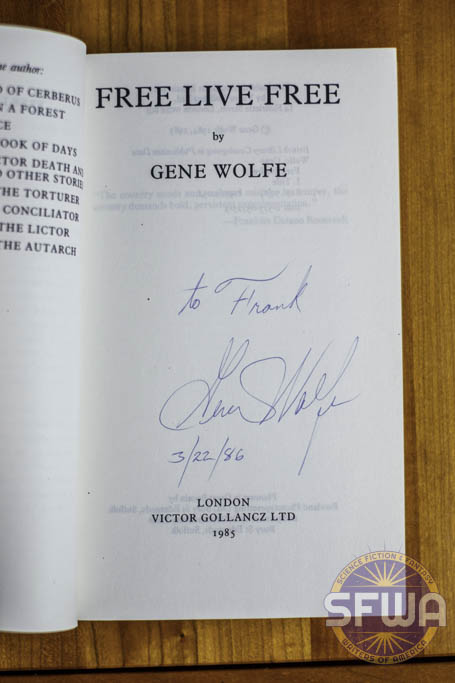 e author:
D OF CERBERUS
N A FOREST
CE
OOK OF DAYS
CTOR DEATH AND
D OTHER STORIES
THE TORTURER
CONCILIATOR
THE LICTOR
THE AUTARCH
FREE LIVE FREE
by
GENE WOLFE
to Frank
Gene Wolfe
3/22/86
LONDON
VICTOR GOLLANCZ LTD
1985
SCIENCE FICTION & FANTASY
SFWA
WRITERS OF AMERICA